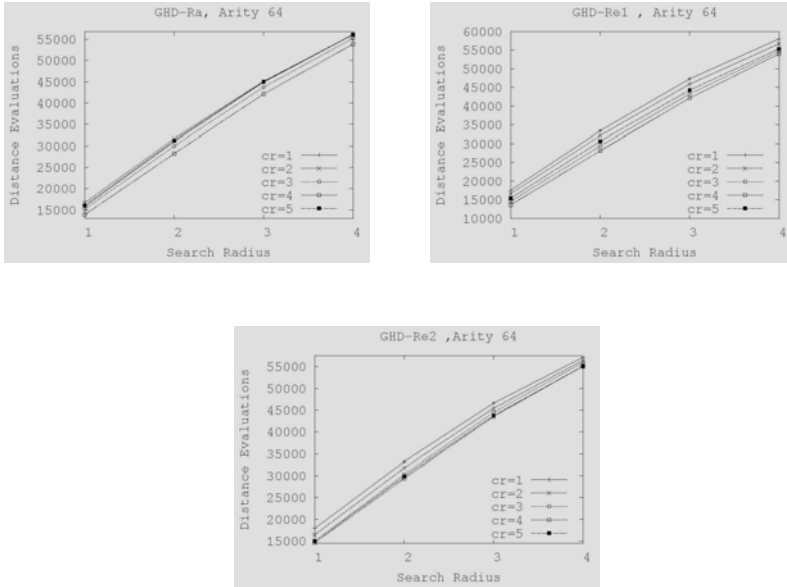 GHD-Ra, Arity 64
Distance Evaluations
55000
50000
45000
40000
35000
30000
25000
20000
15000
cr=1
cr=2
cr=3
cr=4
cr=5
1 2 3 4
Search Radius
GHD-Re1 , Arity 64
Distance Evaluations
60000
55000
50000
45000
40000
35000
30000
25000
20000
15000
10000
cr=1
cr=2
cr=3
cr=4
cr=5
1 2 3 4
Search Radius
GHD-Re2 ,Arity 64
Distance Evaluations
55000
50000
45000
40000
35000
30000
25000
20000
15000
cr=1
cr=2
cr=3
cr=4
cr=5
1 2 3 4
Search Radius